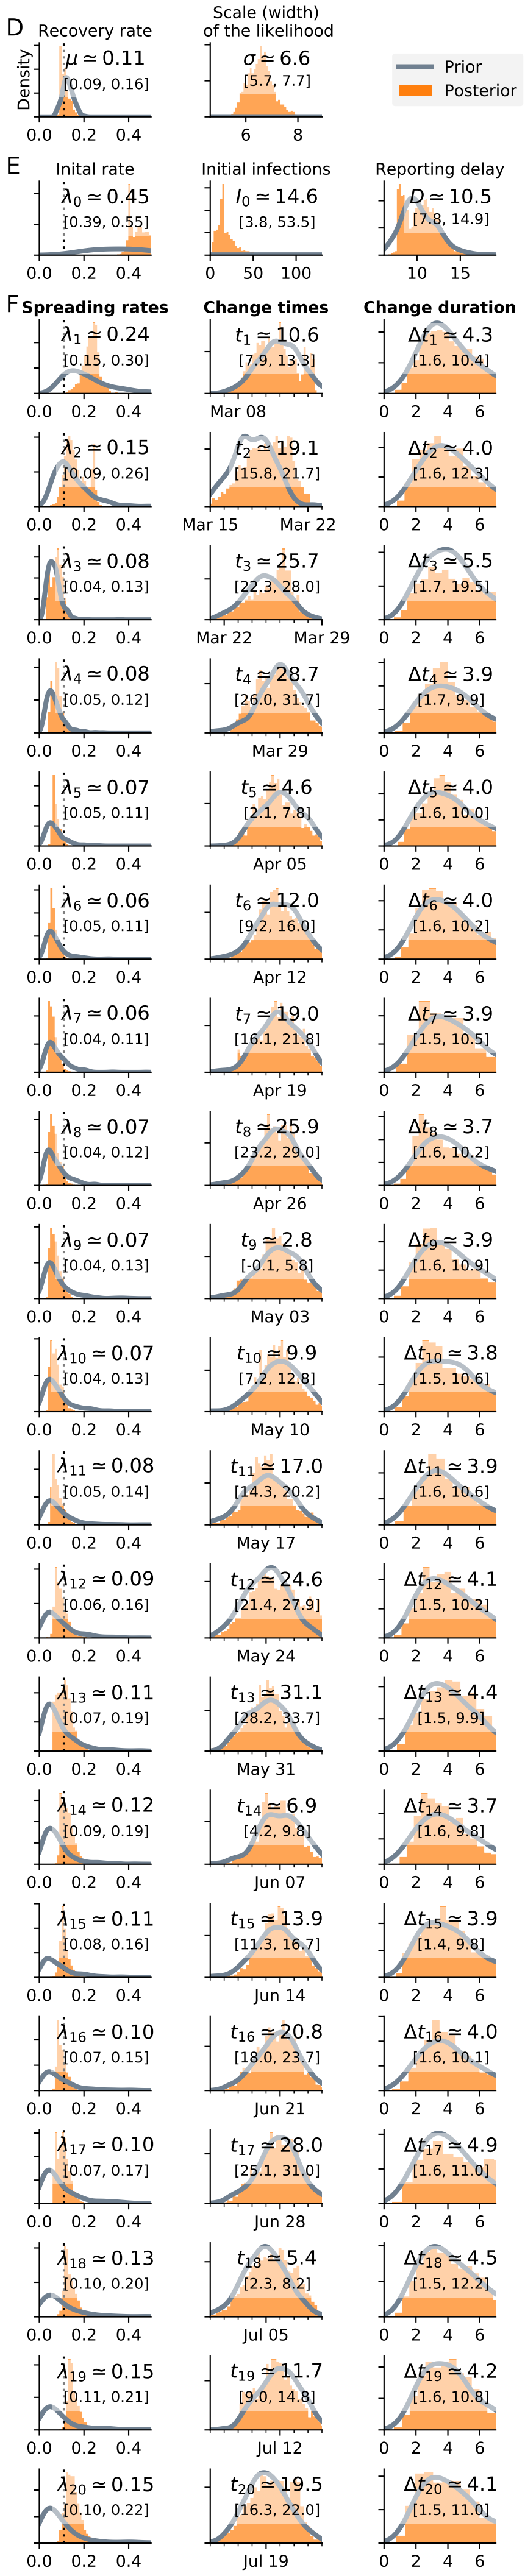 D
Recovery rate
Scale (width)
of the likelihood
Density
μ ≃ 0.11
[0.09, 0.16]
0.0 0.2 0.4
σ ≃ 6.6
[5.7, 7.7]
6 8
Prior
Posterior
E
Inital rate
Initial infections
Reporting delay
λ0 ≃ 0.45
[0.39, 0.55]
0.0 0.2 0.4
I0 ≃ 14.6
[3.8, 53.5]
0 50 100
D ≃ 10.5
[7.8, 14.9]
10 15
F
Spreading rates
Change times
Change duration
λ1 ≃ 0.24
[0.15, 0.30]
0.0 0.2 0.4
t1 ≃ 10.6
[7.9, 13.3]
Mar 08
Δt1 ≃ 4.3
[1.6, 10.4]
0 2 4 6
λ2 ≃ 0.15
[0.09, 0.26]
0.0 0.2 0.4
t2 ≃ 19.1
[15.8, 21.7]
Mar 15 Mar 22
Δt2 ≃ 4.0
[1.6, 12.3]
0 2 4 6
λ3 ≃ 0.08
[0.04, 0.13]
0.0 0.2 0.4
t3 ≃ 25.7
[22.3, 28.0]
Mar 22 Mar 29
Δt3 ≃ 5.5
[1.7, 19.5]
0 2 4 6
λ4 ≃ 0.08
[0.05, 0.12]
0.0 0.2 0.4
t4 ≃ 28.7
[26.0, 31.7]
Mar 29
Δt4 ≃ 3.9
[1.7, 9.9]
0 2 4 6
λ5 ≃ 0.07
[0.05, 0.11]
0.0 0.2 0.4
t5 ≃ 4.6
[2.1, 7.8]
Apr 05
Δt5 ≃ 4.0
[1.6, 10.0]
0 2 4 6
λ6 ≃ 0.06
[0.05, 0.11]
0.0 0.2 0.4
t6 ≃ 12.0
[9.2, 16.0]
Apr 12
Δt6 ≃ 4.0
[1.6, 10.2]
0 2 4 6
λ7 ≃ 0.06
[0.04, 0.11]
0.0 0.2 0.4
t7 ≃ 19.0
[16.1, 21.8]
Apr 19
Δt7 ≃ 3.9
[1.5, 10.5]
0 2 4 6
λ8 ≃ 0.07
[0.04, 0.12]
0.0 0.2 0.4
t8 ≃ 25.9
[23.2, 29.0]
Apr 26
Δt8 ≃ 3.7
[1.6, 10.2]
0 2 4 6
λ9 ≃ 0.07
[0.04, 0.13]
0.0 0.2 0.4
t9 ≃ 2.8
[-0.1, 5.8]
May 03
Δt9 ≃ 3.9
[1.6, 10.9]
0 2 4 6
λ10 ≃ 0.07
[0.04, 0.13]
0.0 0.2 0.4
t10 ≃ 9.9
[7.2, 12.8]
May 10
Δt10 ≃ 3.8
[1.5, 10.6]
0 2 4 6
λ11 ≃ 0.08
[0.05, 0.14]
0.0 0.2 0.4
t11 ≃ 17.0
[14.3, 20.2]
May 17
Δt11 ≃ 3.9
[1.6, 10.6]
0 2 4 6
λ12 ≃ 0.09
[0.06, 0.16]
0.0 0.2 0.4
t12 ≃ 24.6
[21.4, 27.9]
May 24
Δt12 ≃ 4.1
[1.5, 10.2]
0 2 4 6
λ13 ≃ 0.11
[0.07, 0.19]
0.0 0.2 0.4
t13 ≃ 31.1
[28.2, 33.7]
May 31
Δt13 ≃ 4.4
[1.5, 9.9]
0 2 4 6
λ14 ≃ 0.12
[0.09, 0.19]
0.0 0.2 0.4
t14 ≃ 6.9
[4.2, 9.8]
Jun 07
Δt14 ≃ 3.7
[1.6, 9.8]
0 2 4 6
λ15 ≃ 0.11
[0.08, 0.16]
0.0 0.2 0.4
t15 ≃ 13.9
[11.3, 16.7]
Jun 14
Δt15 ≃ 3.9
[1.4, 9.8]
0 2 4 6
λ16 ≃ 0.10
[0.07, 0.15]
0.0 0.2 0.4
t16 ≃ 20.8
[18.0, 23.7]
Jun 21
Δt16 ≃ 4.0
[1.6, 10.1]
0 2 4 6
λ17 ≃ 0.10
[0.07, 0.17]
0.0 0.2 0.4
t17 ≃ 28.0
[25.1, 31.0]
Jun 28
Δt17 ≃ 4.9
[1.6, 11.0]
0 2 4 6
λ18 ≃ 0.13
[0.10, 0.20]
0.0 0.2 0.4
t18 ≃ 5.4
[2.3, 8.2]
Jul 05
Δt18 ≃ 4.5
[1.5, 12.2]
0 2 4 6
λ19 ≃ 0.15
[0.11, 0.21]
0.0 0.2 0.4
t19 ≃ 11.7
[9.0, 14.8]
Jul 12
Δt19 ≃ 4.2
[1.6, 10.8]
0 2 4 6
λ20 ≃ 0.15
[0.10, 0.22]
0.0 0.2 0.4
t20 ≃ 19.5
[16.3, 22.0]
Jul 19
Δt20 ≃ 4.1
[1.5, 11.0]
0 2 4 6